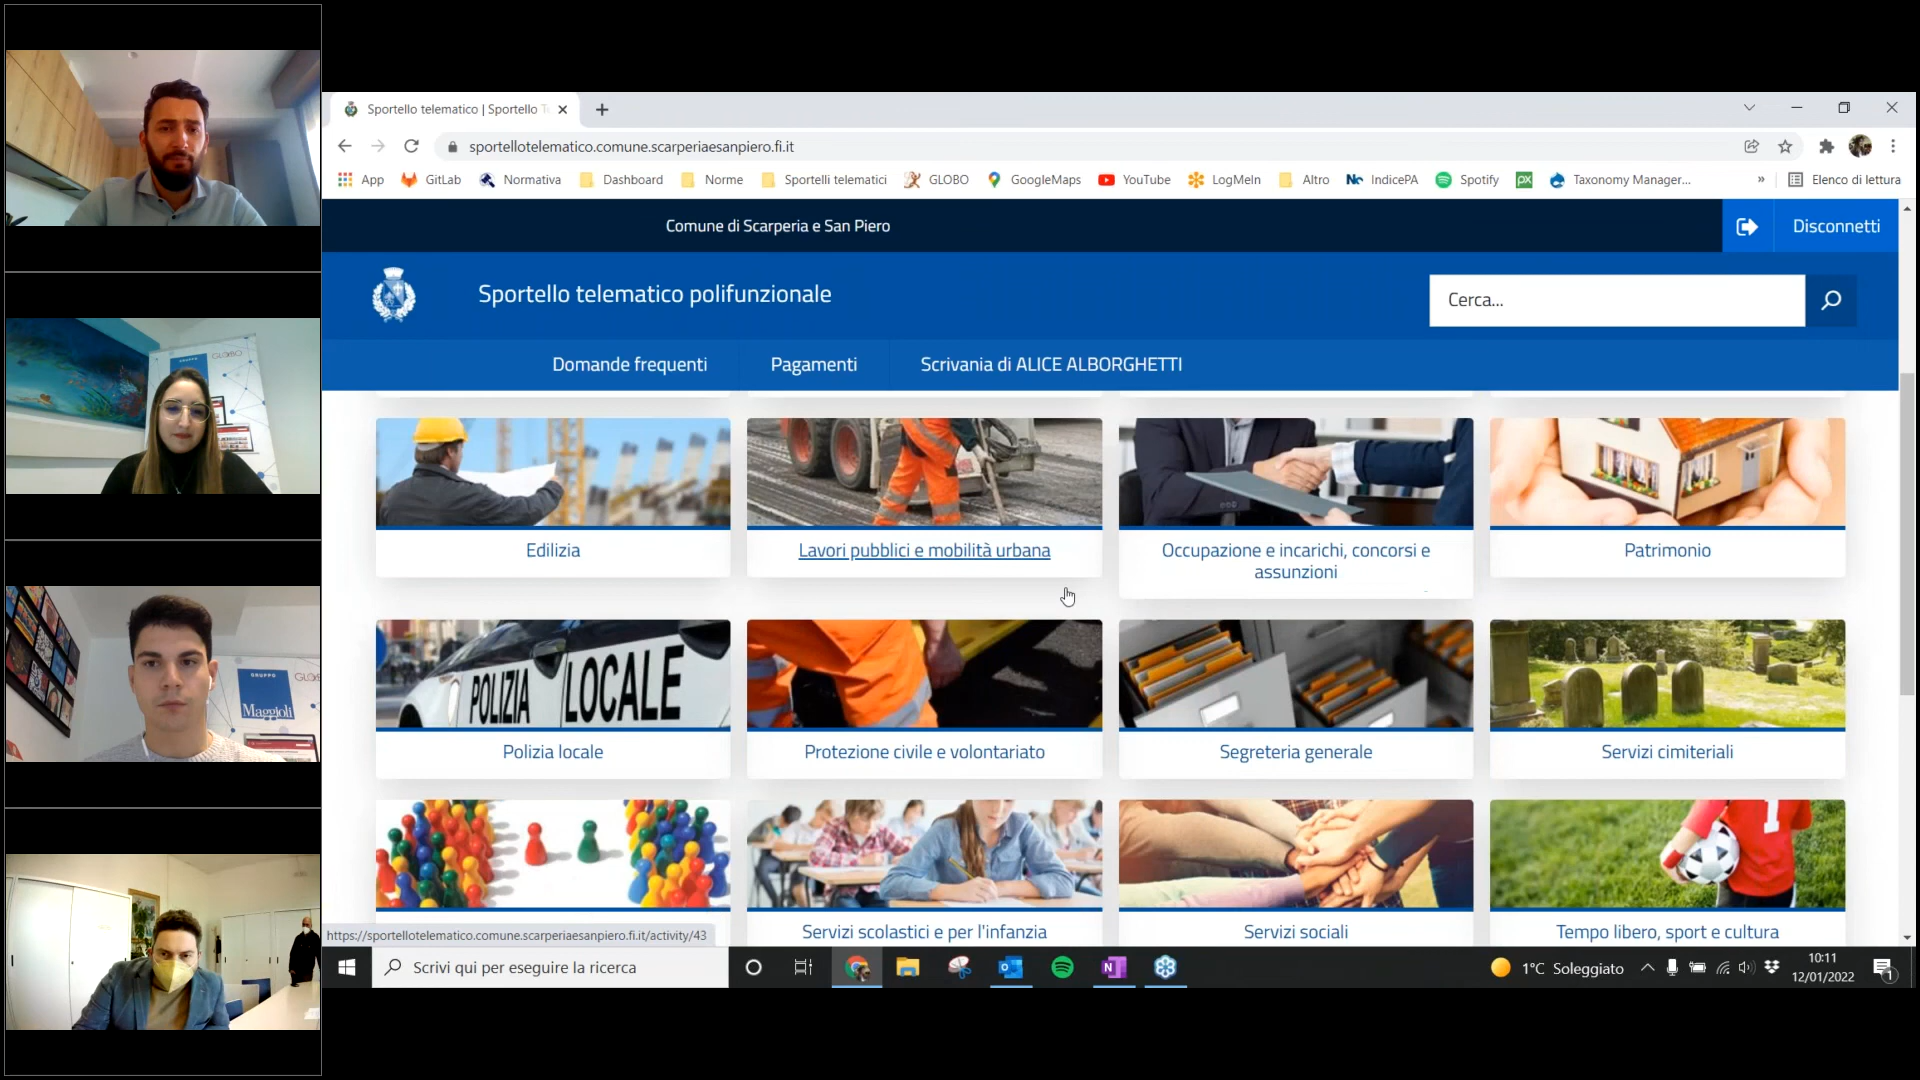 Sportello telematico | Sportello T
sportellotelematico.comune.scarperiaesanpiero.fi.it
App GitLab Normativa Dashboard Norme Sportelli telematici GLOBO GoogleMaps YouTube LogMeIn Altro IndicePA Spotify px Taxonomy Manager... » Elenco di lettura
Comune di Scarperia e San Piero
Disconnetti
Sportello telematico polifunzionale
Cerca...
Domande frequenti Pagamenti Scrivania di ALICE ALBORGHETTI
Edilizia
Lavori pubblici e mobilità urbana
Occupazione e incarichi, concorsi e
assunzioni
Patrimonio
POLIZIA LOCALE
Polizia locale
Protezione civile e volontariato
Segreteria generale
Servizi cimiteriali
1
Servizi scolastici e per l'infanzia
Servizi sociali
Tempo libero, sport e cultura
https://sportellotelematico.comune.scarperiaesanpiero.fi.it/activity/43
Scrivi qui per eseguire la ricerca
1°C Soleggiato
10:11
12/01/2022
1
GLOBO
GRUPPO
Maggioli